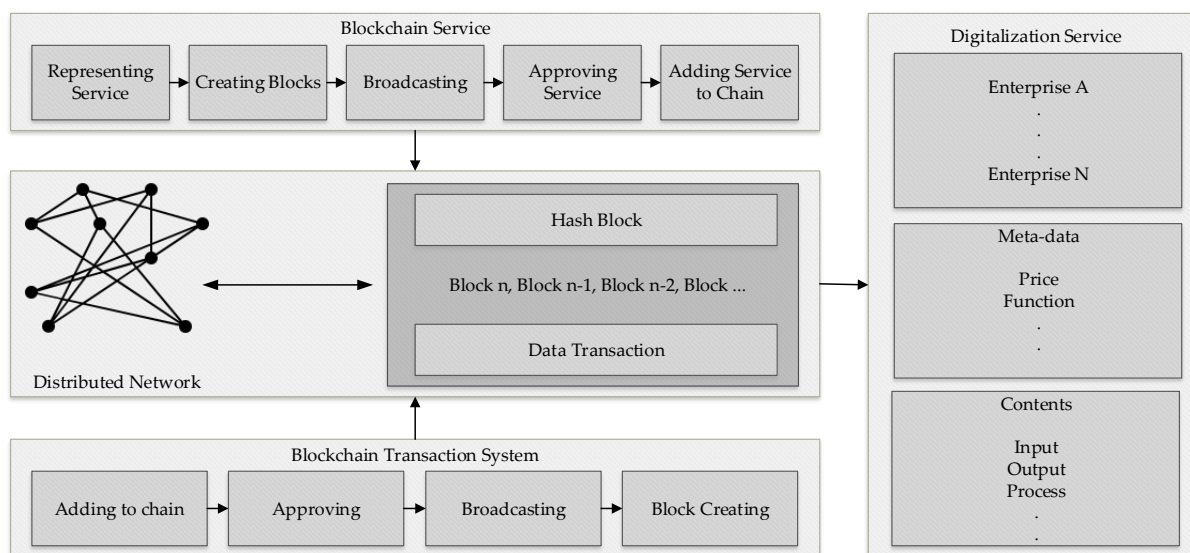 Blockchain Service
Representing
Service
Creating Blocks
Broadcasting
Approving
Service
Adding Service
to Chain
Hash Block
Block n, Block n-1, Block n-2, Block ...
Data Transaction
Distributed Network
Blockchain Transaction System
Adding to chain
Approving
Broadcasting
Block Creating
Digitalization Service
Enterprise A
.
.
.
Enterprise N
Meta-data
Price
Function
.
.
Contents
Input
Output
Process
.
.